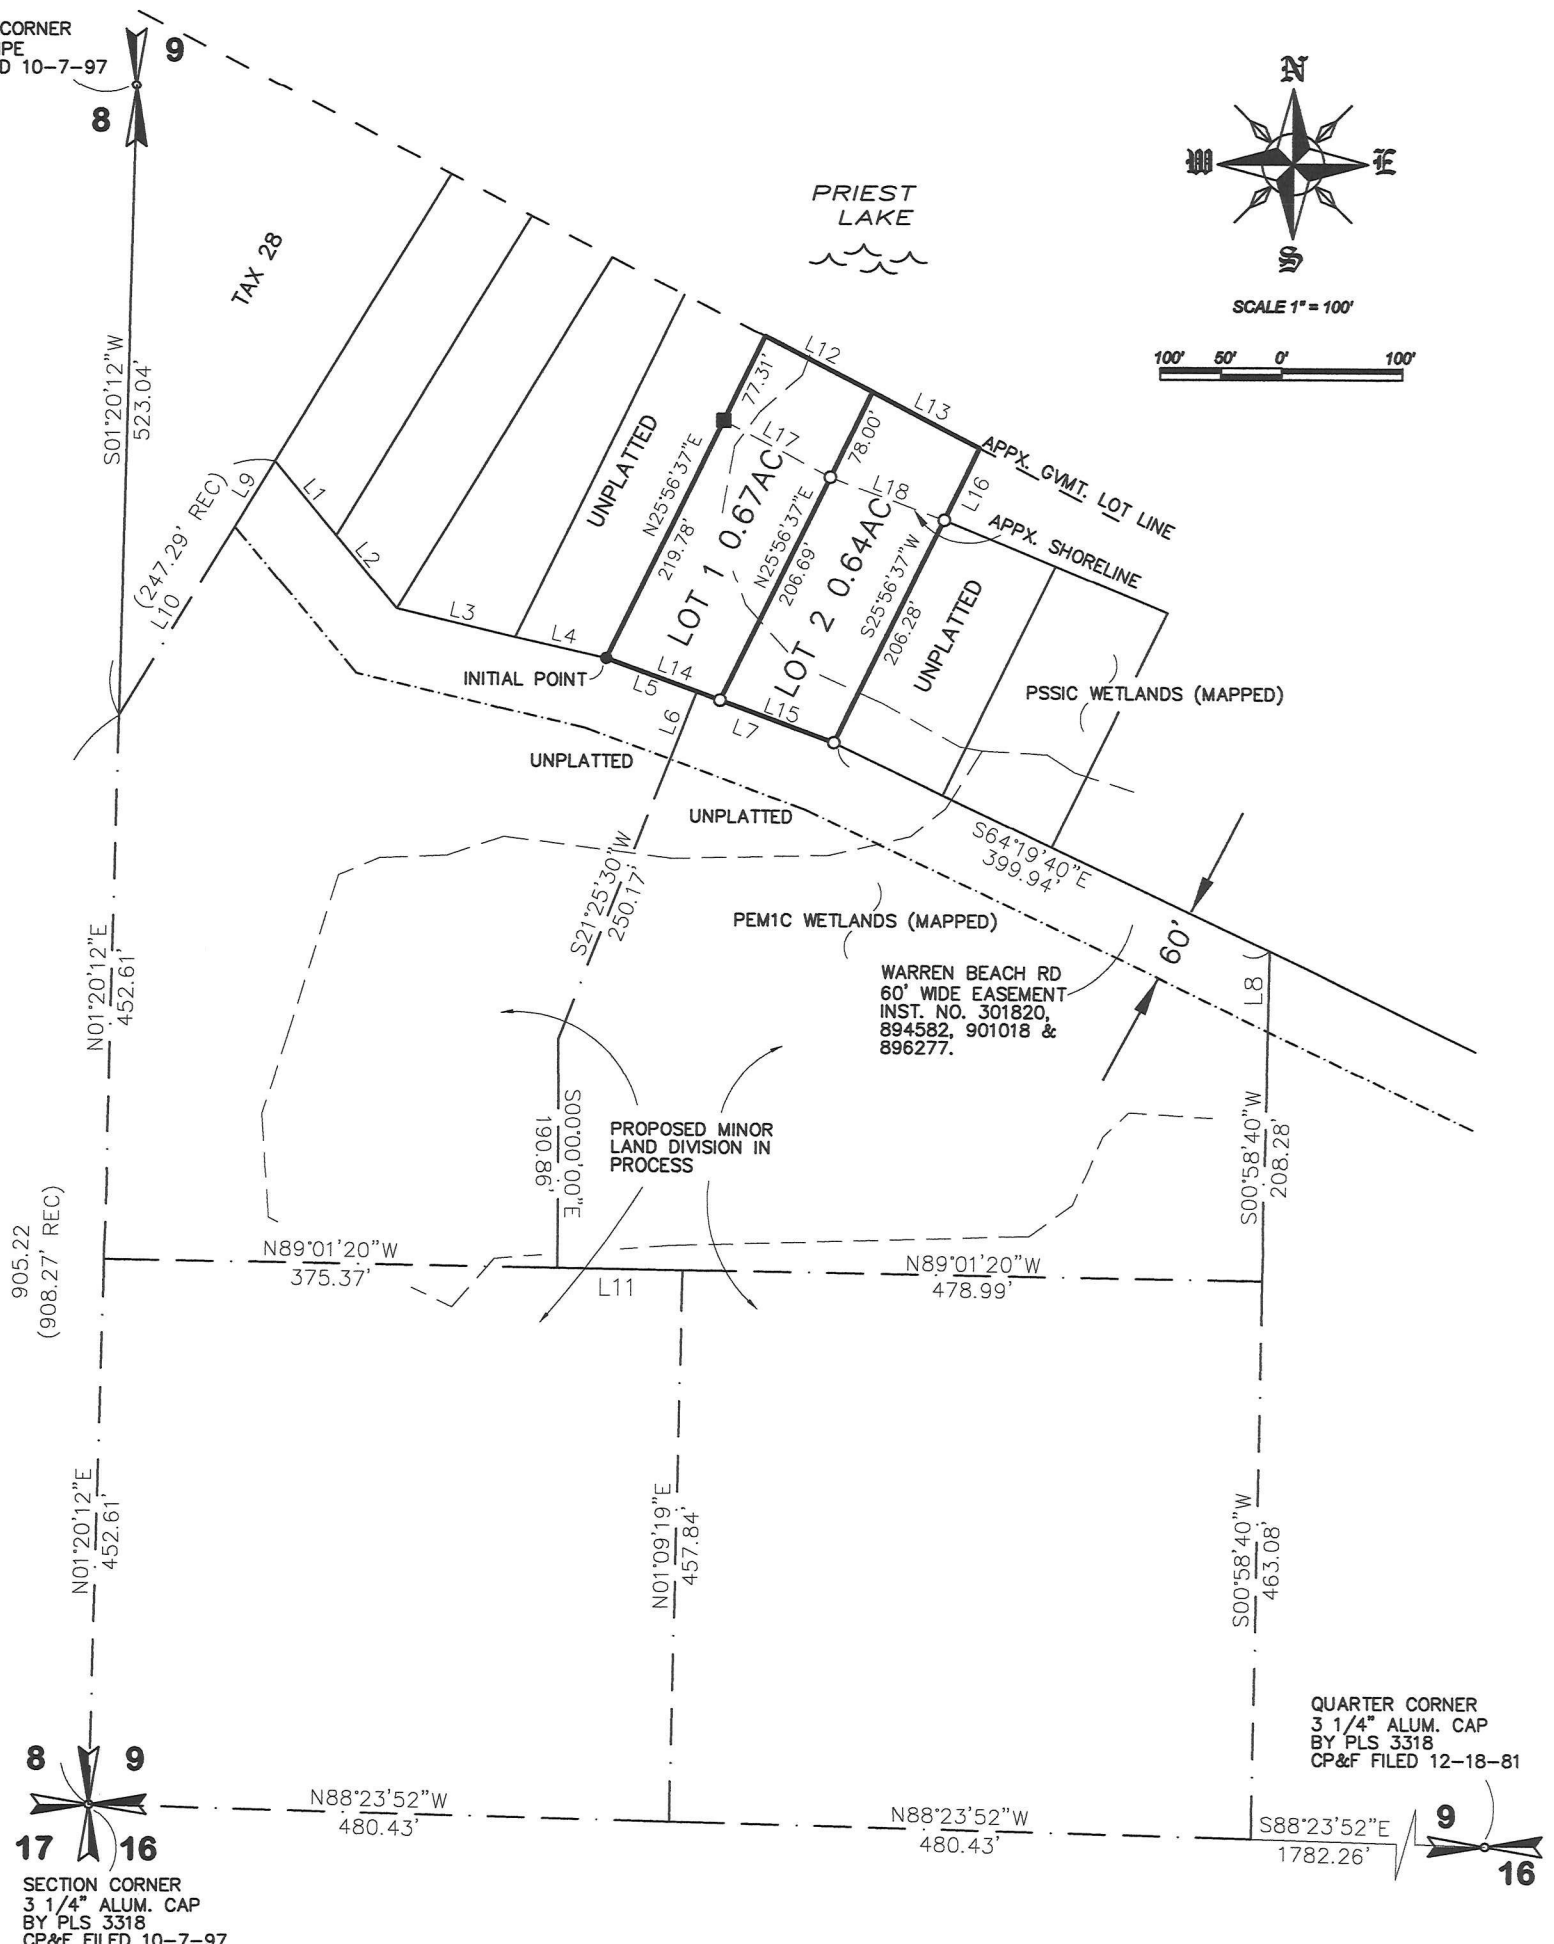 CORNER
PE
D 10-7-97
9
8
N
W
E
S
SCALE 1" = 100'
100' 50' 0' 100'
PRIEST
LAKE
TAX 28
S01°20'12"W
523.04'
(247.29' REC)
L9
L10
L1
L2
L3
L4
UNPLATTED
N25°56'37"E
219.78'
77.31'
L12
L17
LOT 1 0.67AC
L13
78.00'
N25°56'37"E
206.69'
L18
LOT 2 0.64AC
L16
S25°56'37"W
206.28'
APPX. GVMT. LOT LINE
APPX. SHORELINE
UNPLATTED
PSSIC WETLANDS (MAPPED)
INITIAL POINT
L14
L5
L6
L15
L7
UNPLATTED
UNPLATTED
S64°19'40"E
399.94'
S21°25'30"W
250.17'
PEM1C WETLANDS (MAPPED)
60'
WARREN BEACH RD
60' WIDE EASEMENT
INST. NO. 301820,
894582, 901018 &
896277.
L8
N01°20'12"E
452.61'
S00°00'00"E
190.86'
PROPOSED MINOR
LAND DIVISION IN
PROCESS
S00°58'40"W
208.28'
905.22
(908.27' REC)
N89°01'20"W
375.37'
L11
N89°01'20"W
478.99'
N01°20'12"E
452.61'
N01°09'19"E
457.84'
S00°58'40"W
463.08'
QUARTER CORNER
3 1/4" ALUM. CAP
BY PLS 3318
CP&F FILED 12-18-81
8 9
17 16
N88°23'52"W
480.43'
N88°23'52"W
480.43'
S88°23'52"E
1782.26'
9
16
SECTION CORNER
3 1/4" ALUM. CAP
BY PLS 3318
CP&F FILED 10-7-97